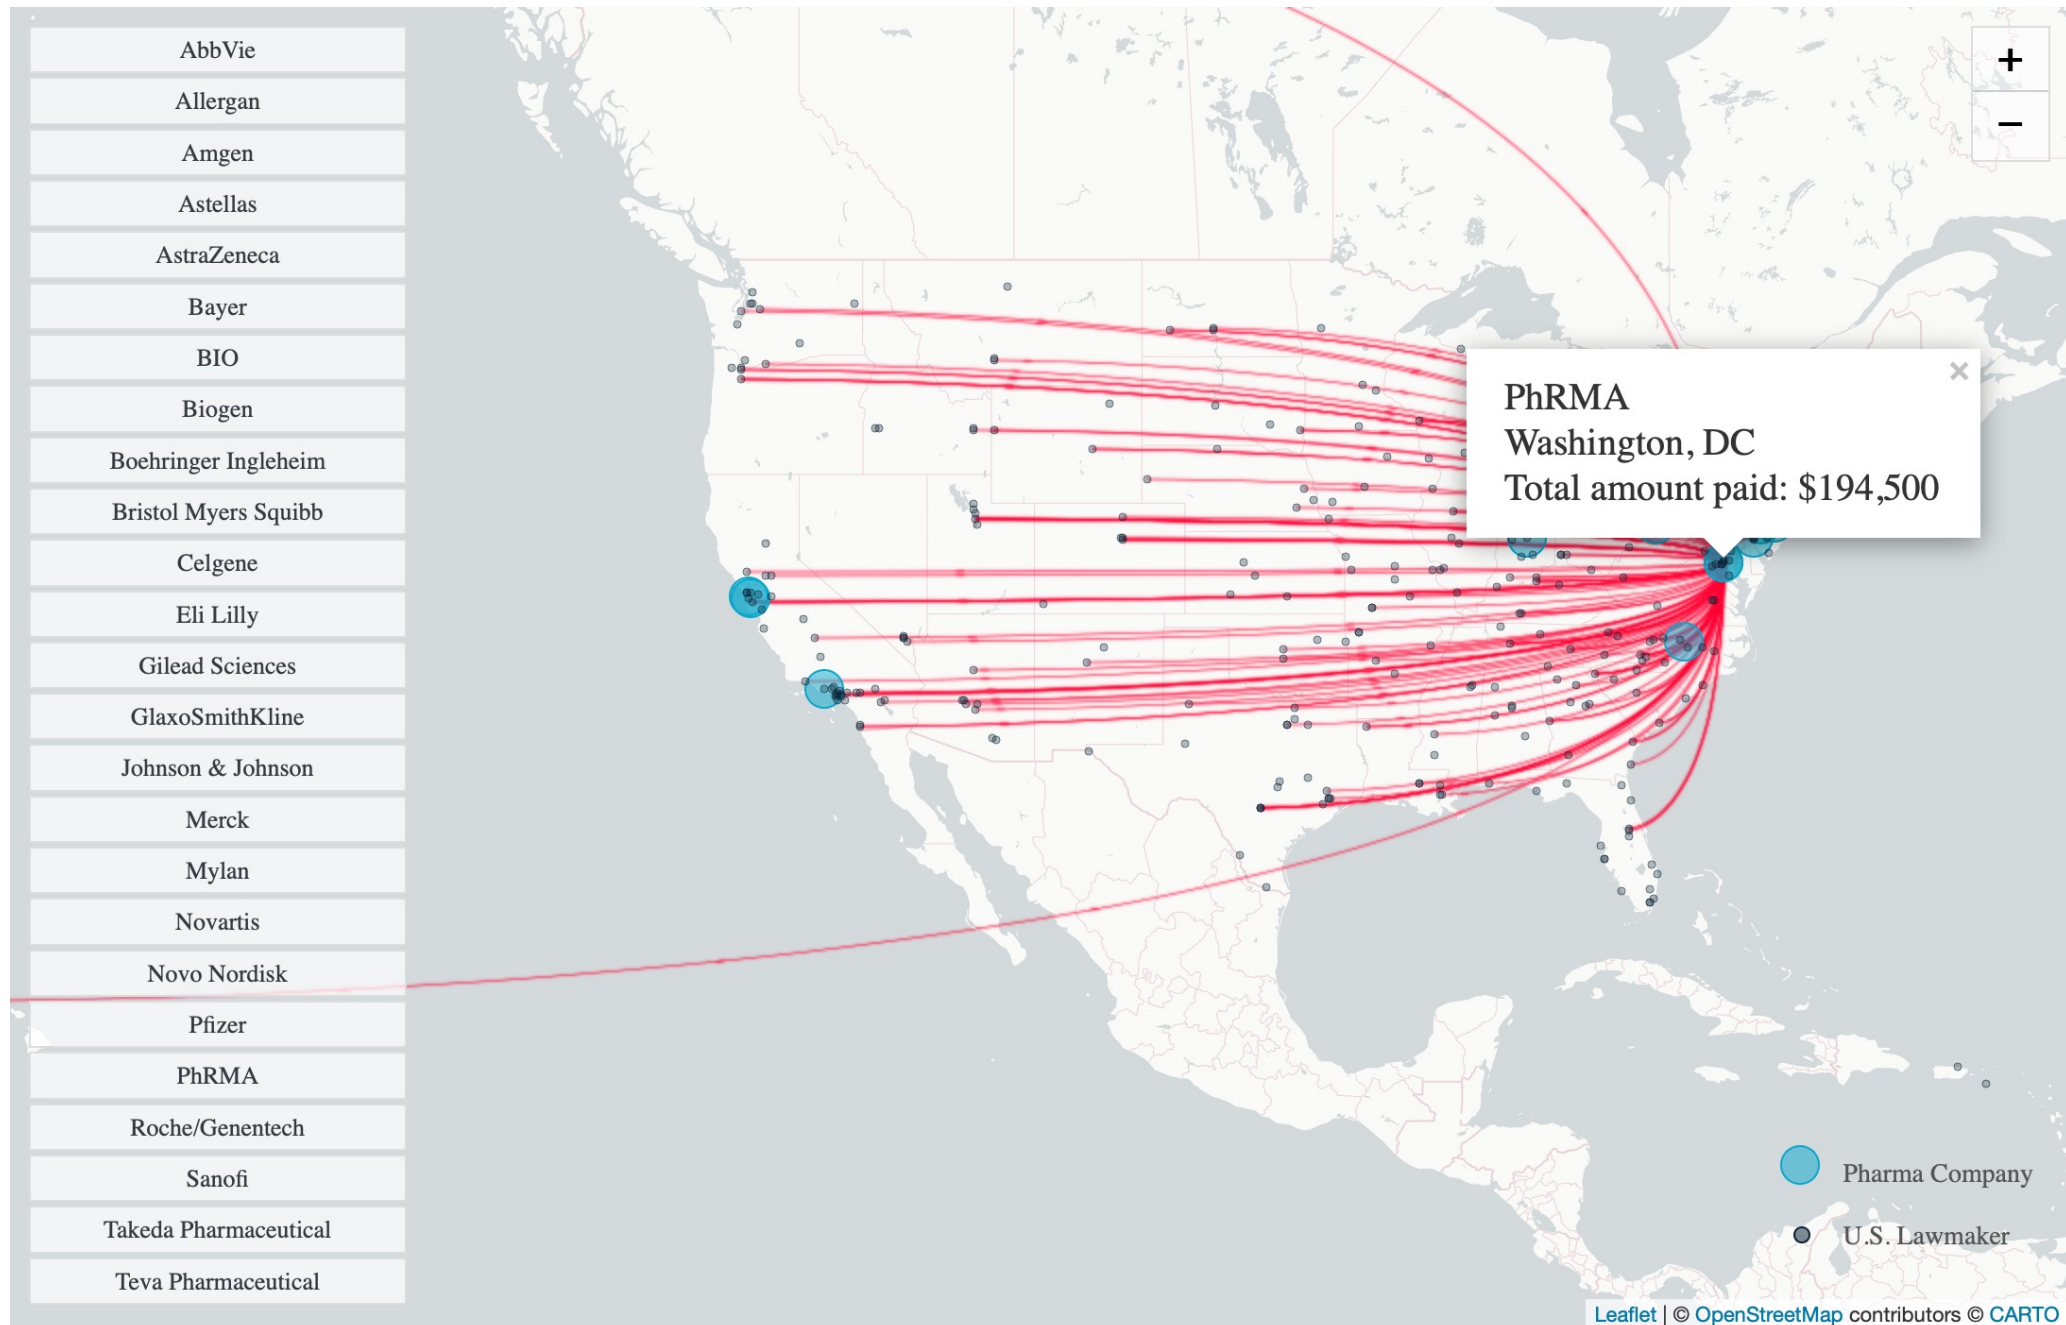 AbbVie
Allergan
Amgen
Astellas
AstraZeneca
Bayer
BIO
Biogen
Boehringer Ingleheim
Bristol Myers Squibb
Celgene
Eli Lilly
Gilead Sciences
GlaxoSmithKline
Johnson & Johnson
Merck
Mylan
Novartis
Novo Nordisk
Pfizer
PhRMA
Roche/Genentech
Sanofi
Takeda Pharmaceutical
Teva Pharmaceutical
+
−
×
PhRMA
Washington, DC
Total amount paid: $194,500
Pharma Company
U.S. Lawmaker
Leaflet | © OpenStreetMap contributors © CARTO